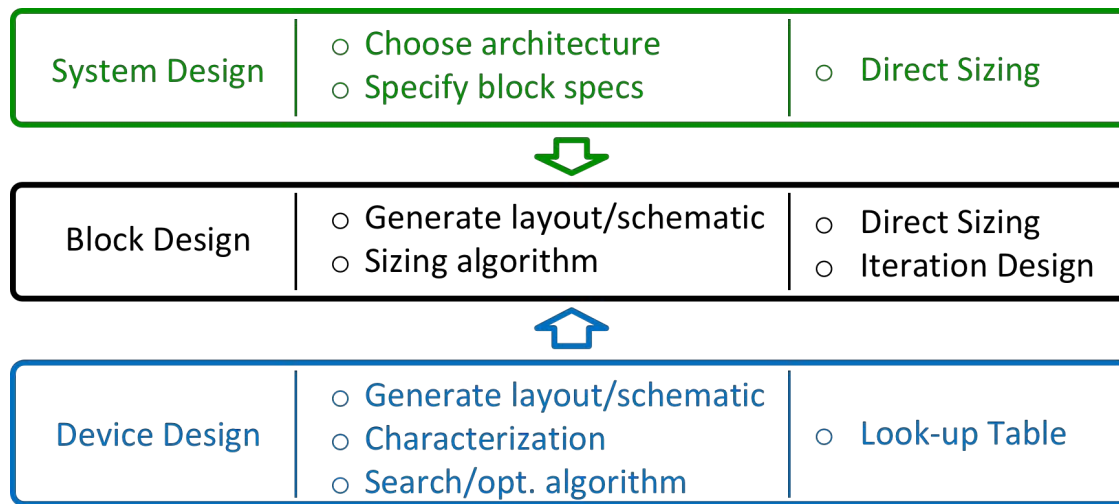 System Design
○ Choose architecture
○ Specify block specs
○ Direct Sizing
Block Design
○ Generate layout/schematic
○ Sizing algorithm
○ Direct Sizing
○ Iteration Design
Device Design
○ Generate layout/schematic
○ Characterization
○ Search/opt. algorithm
○ Look-up Table